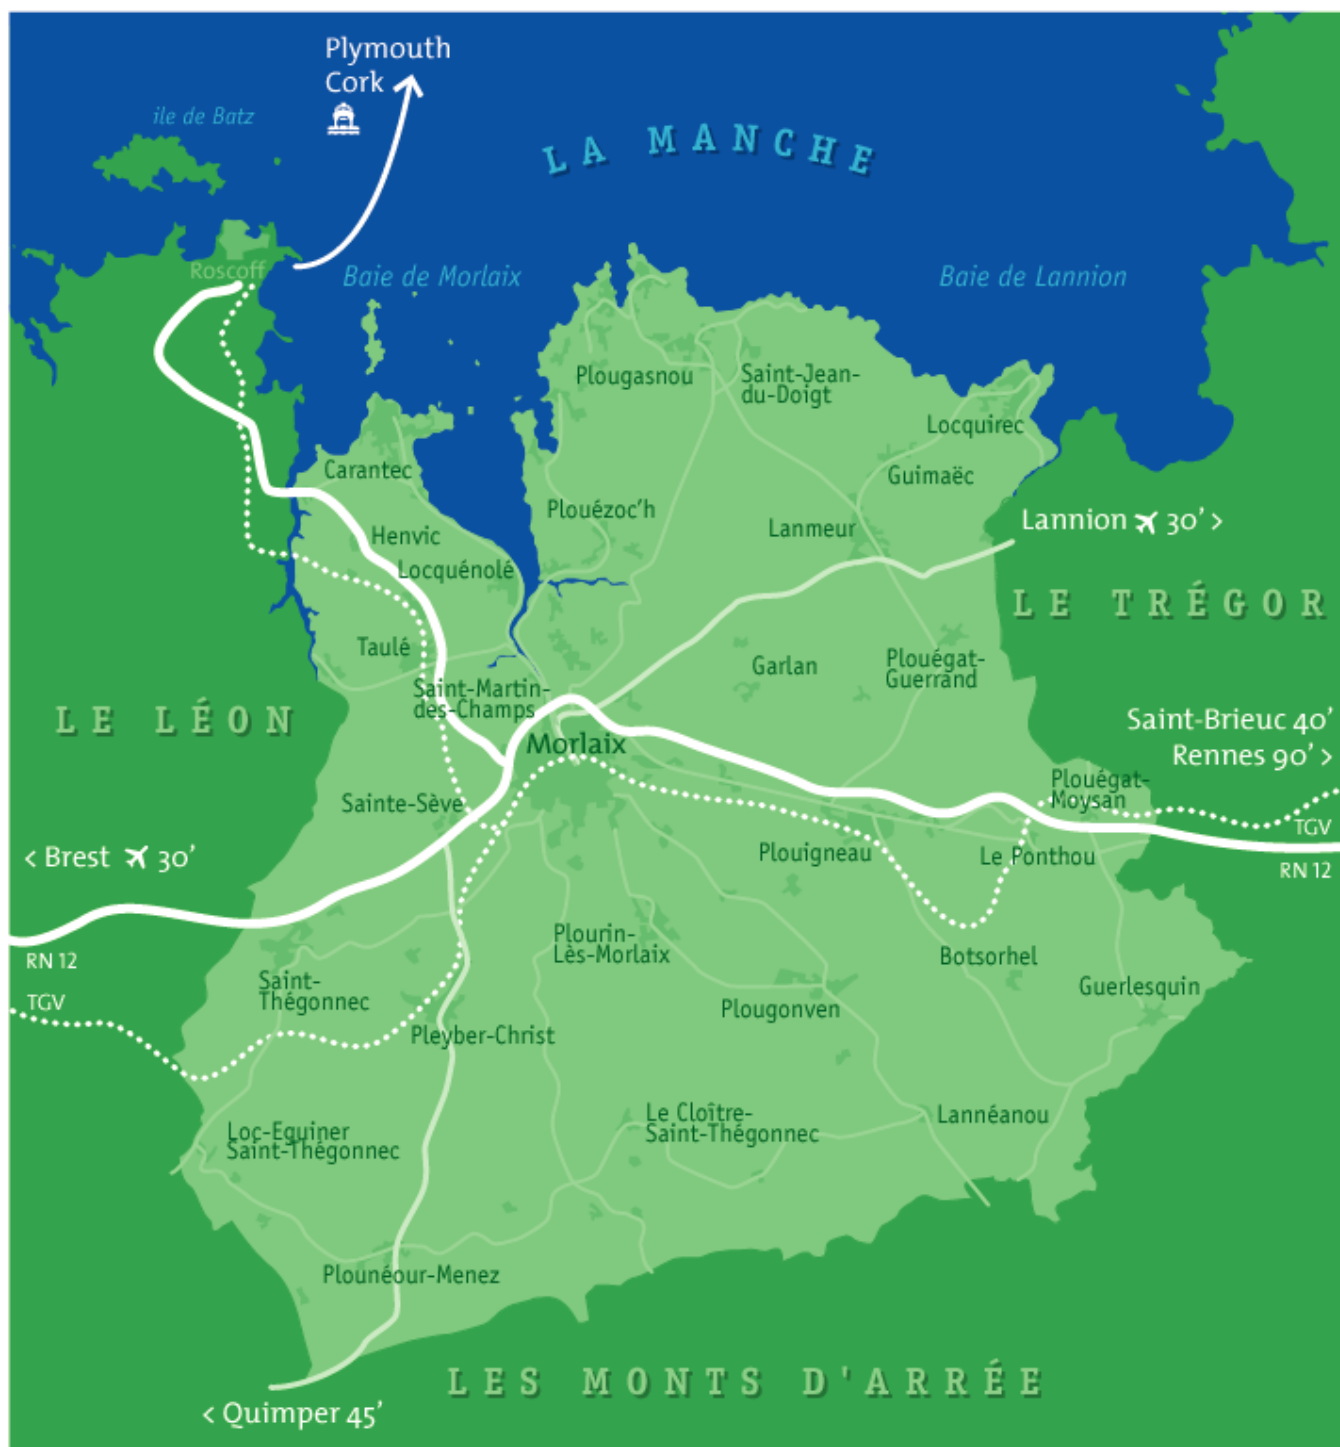 Plymouth
Cork
ile de Batz
LA MANCHE
Roscoff
Baie de Morlaix
Baie de Lannion
Plougasnou
Saint-Jean-
du-Doigt
Locquirec
Carantec
Guimaëc
Plouézoc'h
Lanmeur
Lannion 30' >
Henvic
Locquénolé
LE TRÉGOR
Taulé
Garlan
Plouégat-
Guerrand
Saint-Martin-
des-Champs
LE LÉON
Saint-Brieuc 40'
Rennes 90' >
Morlaix
Plouégat-
Moysan
Sainte-Sève
TGV
< Brest 30'
Plouigneau
Le Ponthou
RN 12
Plourin-
Lès-Morlaix
Botsorhel
RN 12
Saint-
Thégonnec
TGV
Guerlesquin
Plougonven
Pleyber-Christ
Le Cloître-
Saint-Thégonnec
Lannéanou
Loc-Eguiner
Saint-Thégonnec
Plounéour-Menez
LES MONTS D'ARRÉE
< Quimper 45'